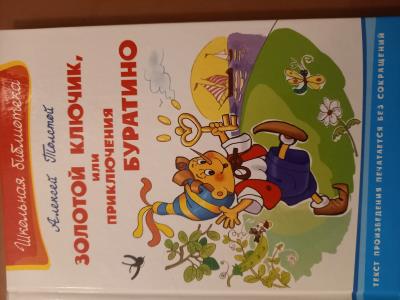 Школьная библиотека
Алексей Толстой
ЗОЛОТОЙ КЛЮЧИК,
ИЛИ
ПРИКЛЮЧЕНИЯ
БУРАТИНО
ТЕКСТ ПРОИЗВЕДЕНИЯ ПЕЧАТАЕТСЯ БЕЗ СОКРАЩЕНИЙ